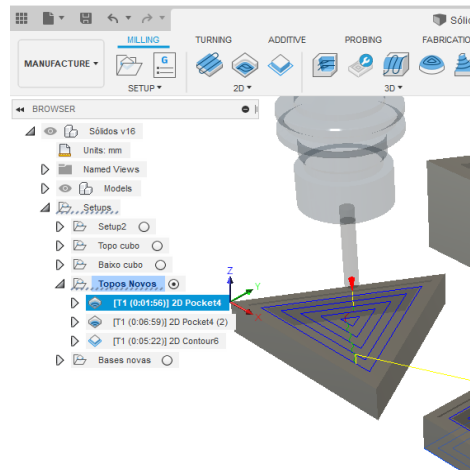 Sólid
MILLING TURNING ADDITIVE PROBING FABRICATIO
MANUFACTURE
G
SETUP 2D 3D
BROWSER
Sólidos v16
Units: mm
Named Views
Models
Setups
Setup2
Topo cubo
Baixo cubo
Topos Novos
[T1 (0:01:56)] 2D Pocket4
[T1 (0:06:59)] 2D Pocket4 (2)
[T1 (0:05:22)] 2D Contour6
Bases novas
Z
Y
X